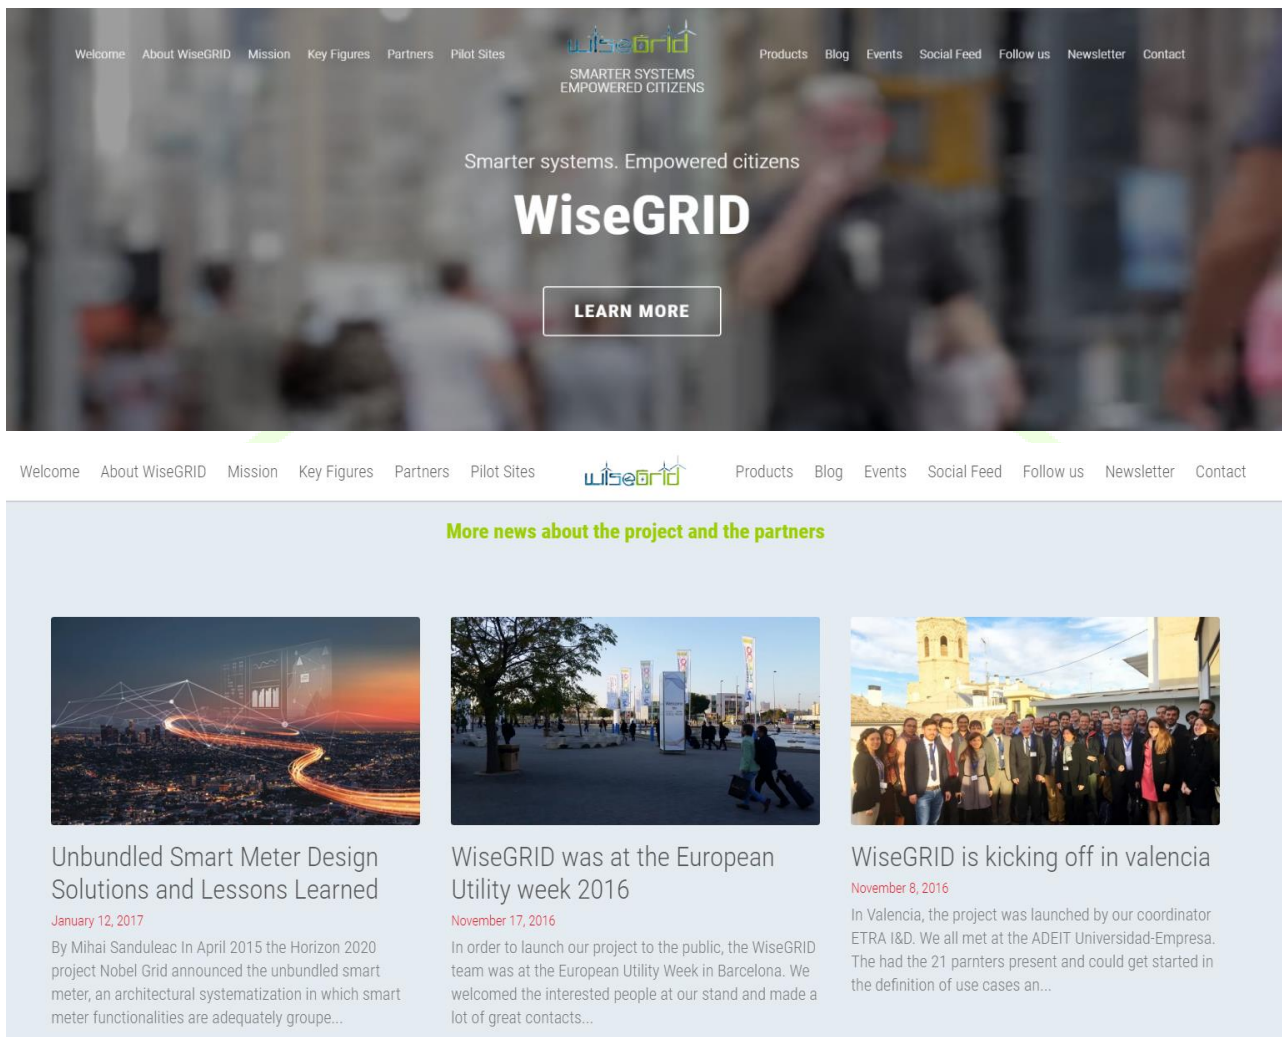 Welcome About WiseGRID Mission Key Figures Partners Pilot Sites wiseGrid Products Blog Events Social Feed Follow us Newsletter Contact
SMARTER SYSTEMS
EMPOWERED CITIZENS
Smarter systems. Empowered citizens
WiseGRID
LEARN MORE
Welcome About WiseGRID Mission Key Figures Partners Pilot Sites wiseGrid Products Blog Events Social Feed Follow us Newsletter Contact
More news about the project and the partners
Unbundled Smart Meter Design
Solutions and Lessons Learned
January 12, 2017
By Mihai Sanduleac In April 2015 the Horizon 2020
project Nobel Grid announced the unbundled smart
meter, an architectural systematization in which smart
meter functionalities are adequately groupe...
WiseGRID was at the European
Utility week 2016
November 17, 2016
In order to launch our project to the public, the WiseGRID
team was at the European Utility Week in Barcelona. We
welcomed the interested people at our stand and made a
lot of great contacts...
WiseGRID is kicking off in valencia
November 8, 2016
In Valencia, the project was launched by our coordinator
ETRA I&D. We all met at the ADEIT Universidad-Empresa.
The had the 21 parnters present and could get started in
the definition of use cases an...